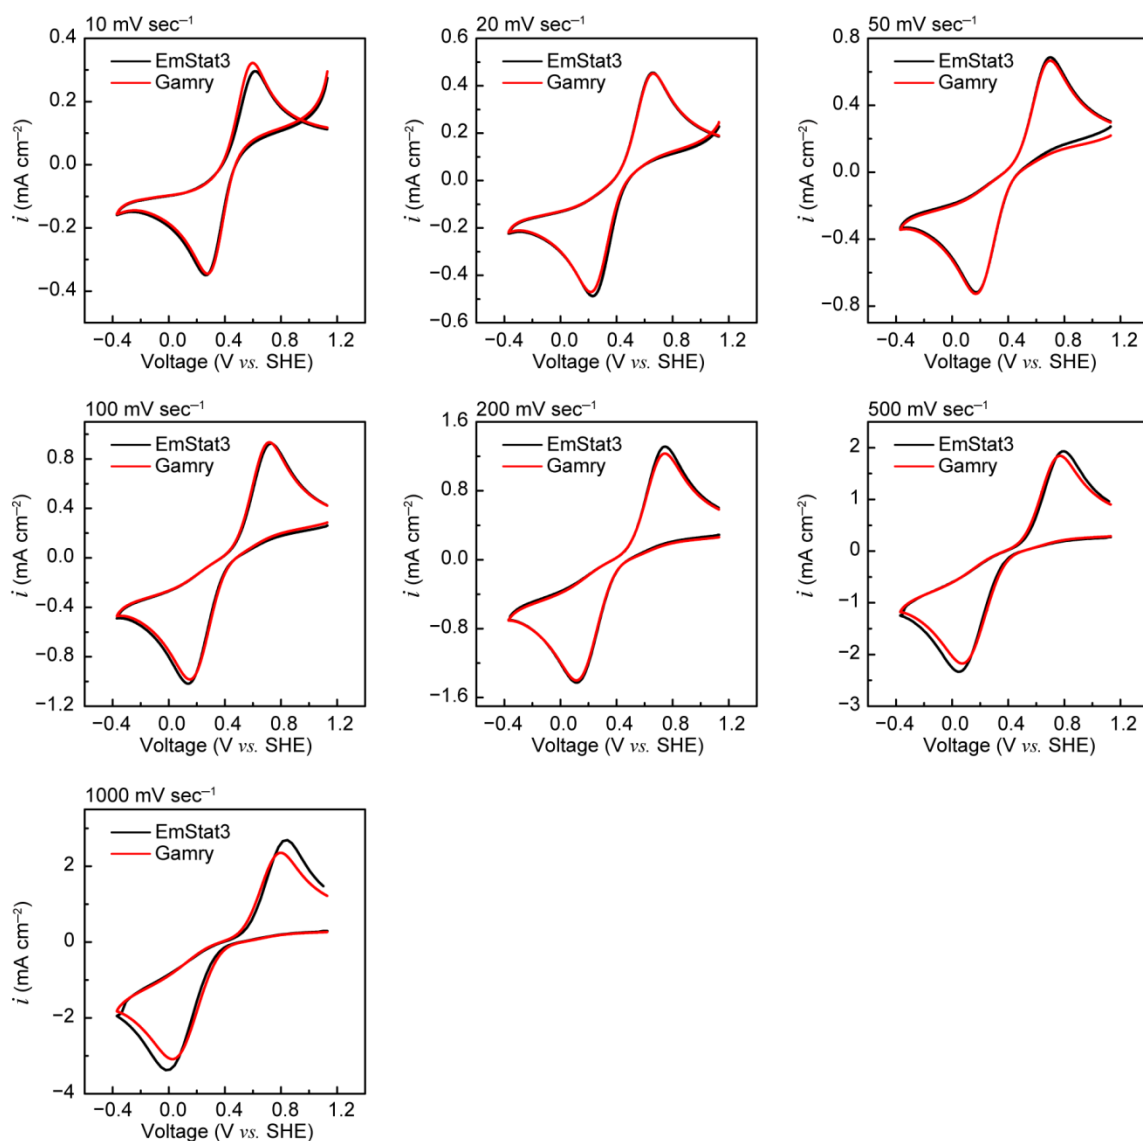 10 mV sec⁻¹
EmStat3
Gamry
i (mA cm⁻²)
0.4
0.2
0.0
−0.2
−0.4
−0.4 0.0 0.4 0.8 1.2
Voltage (V vs. SHE)
20 mV sec⁻¹
EmStat3
Gamry
i (mA cm⁻²)
0.6
0.4
0.2
0.0
−0.2
−0.4
−0.6
−0.4 0.0 0.4 0.8 1.2
Voltage (V vs. SHE)
50 mV sec⁻¹
EmStat3
Gamry
i (mA cm⁻²)
0.8
0.4
0.0
−0.4
−0.8
−0.4 0.0 0.4 0.8 1.2
Voltage (V vs. SHE)
100 mV sec⁻¹
EmStat3
Gamry
i (mA cm⁻²)
0.8
0.4
0.0
−0.4
−0.8
−1.2
−0.4 0.0 0.4 0.8 1.2
Voltage (V vs. SHE)
200 mV sec⁻¹
EmStat3
Gamry
i (mA cm⁻²)
1.6
0.8
0.0
−0.8
−1.6
−0.4 0.0 0.4 0.8 1.2
Voltage (V vs. SHE)
500 mV sec⁻¹
EmStat3
Gamry
i (mA cm⁻²)
2
1
0
−1
−2
−3
−0.4 0.0 0.4 0.8 1.2
Voltage (V vs. SHE)
1000 mV sec⁻¹
EmStat3
Gamry
i (mA cm⁻²)
2
0
−2
−4
−0.4 0.0 0.4 0.8 1.2
Voltage (V vs. SHE)